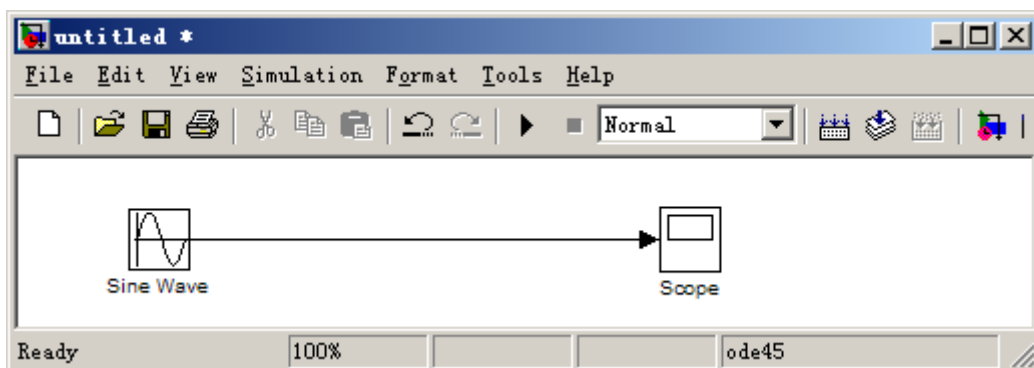 untitled *
File Edit View Simulation Format Tools Help
Normal
Sine Wave
Scope
Ready 100% ode45